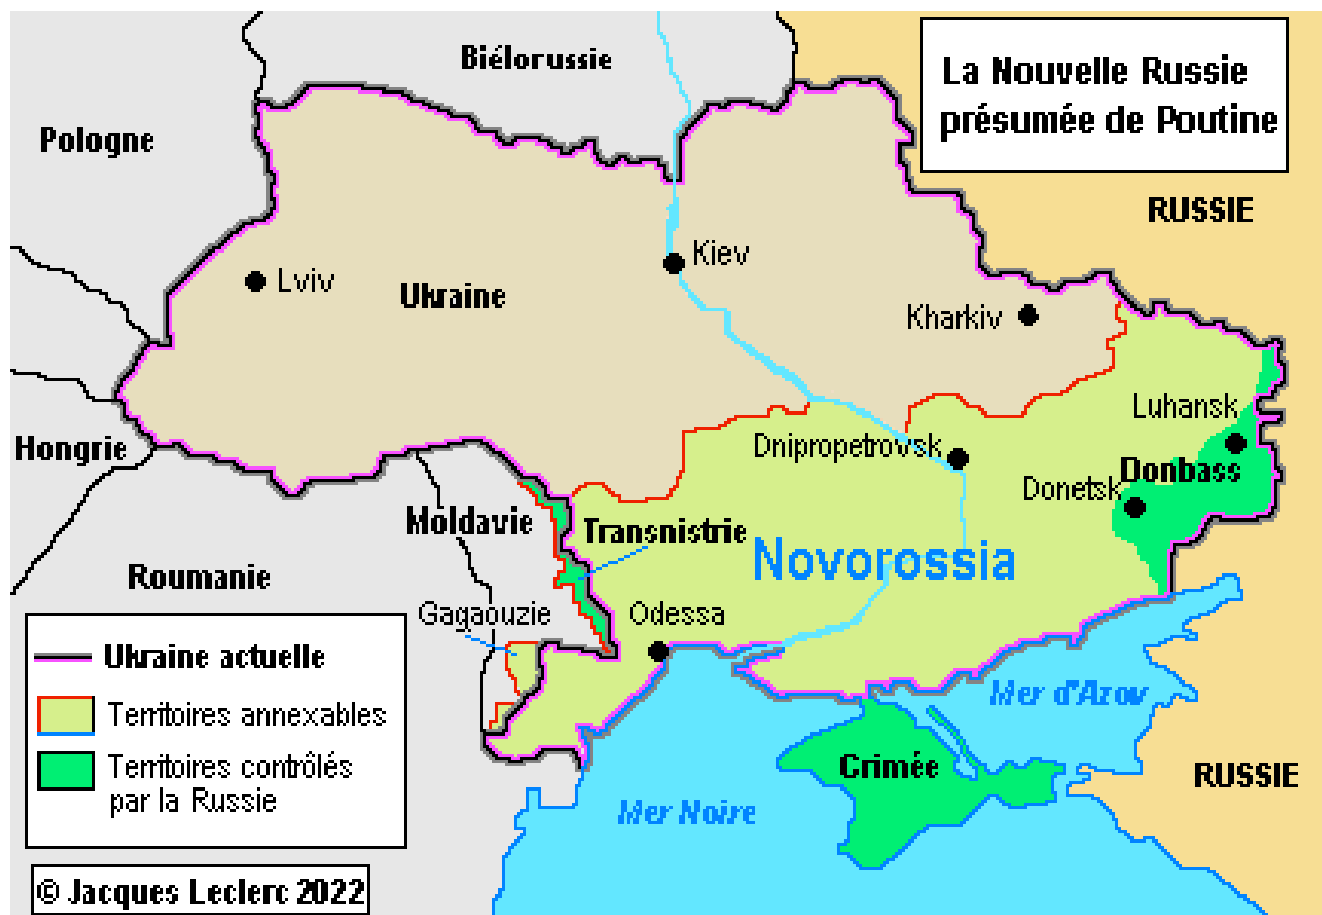 Biélorussie
La Nouvelle Russie
présumée de Poutine
Pologne
RUSSIE
Kiev
Lviv
Ukraine
Kharkiv
Luhansk
Hongrie
Dnipropetrovsk
Donbass
Donetsk
Moldavie
Transnistrie
Novorossia
Roumanie
Gagaouzie
Odessa
Ukraine actuelle
Mer d'Azov
Territoires annexables
Crimée
Territoires contrôlés
par la Russie
RUSSIE
Mer Noire
© Jacques Leclerc 2022